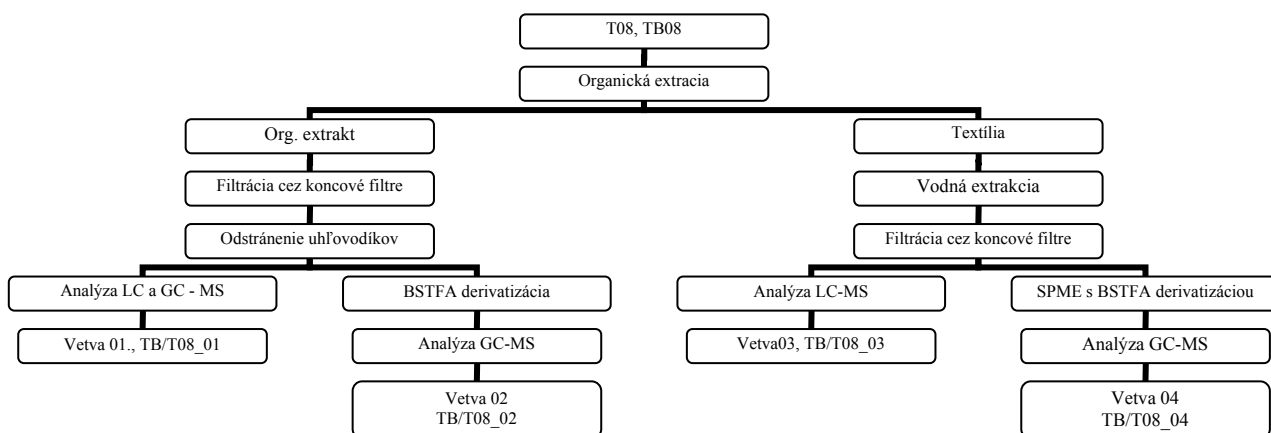 T08, TB08
Organická extracia
Org. extrakt
Textília
Filtrácia cez koncové filtre
Vodná extrakcia
Odstránenie uhľovodíkov
Filtrácia cez koncové filtre
Analýza LC a GC - MS
BSTFA derivatizácia
Analýza LC-MS
SPME s BSTFA derivatizáciou
Vetva 01., TB/T08_01
Analýza GC-MS
Vetva03, TB/T08_03
Analýza GC-MS
Vetva 02
TB/T08_02
Vetva 04
TB/T08_04